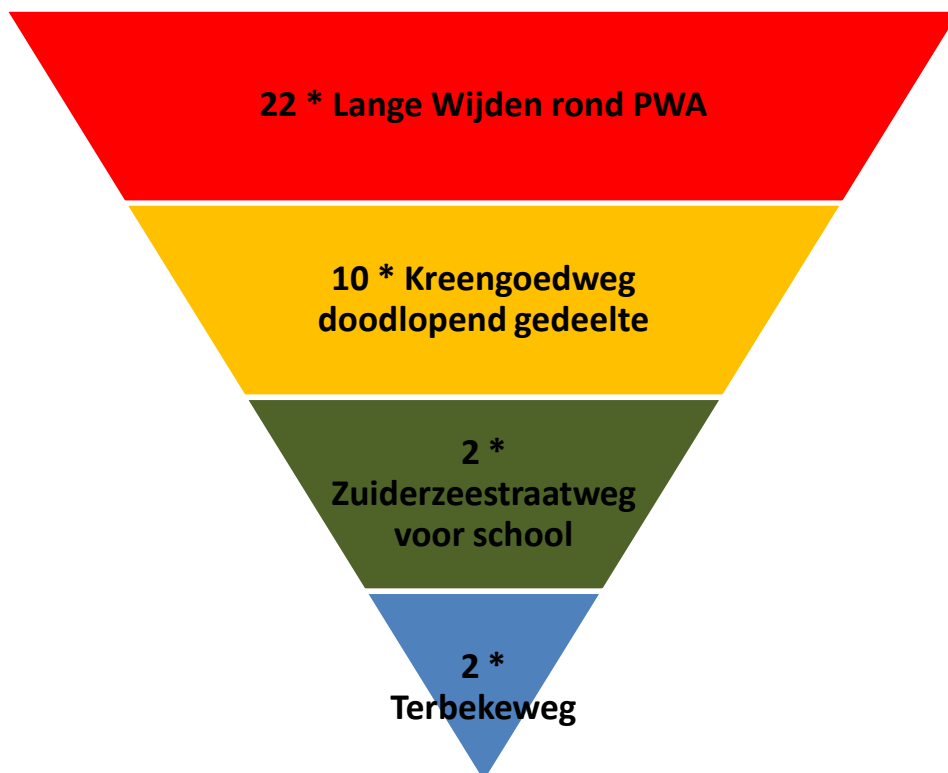 22 * Lange Wijden rond PWA
10 * Kreengoedweg
doodlopend gedeelte
2 *
Zuiderzeestraatweg
voor school
2 *
Terbekeweg